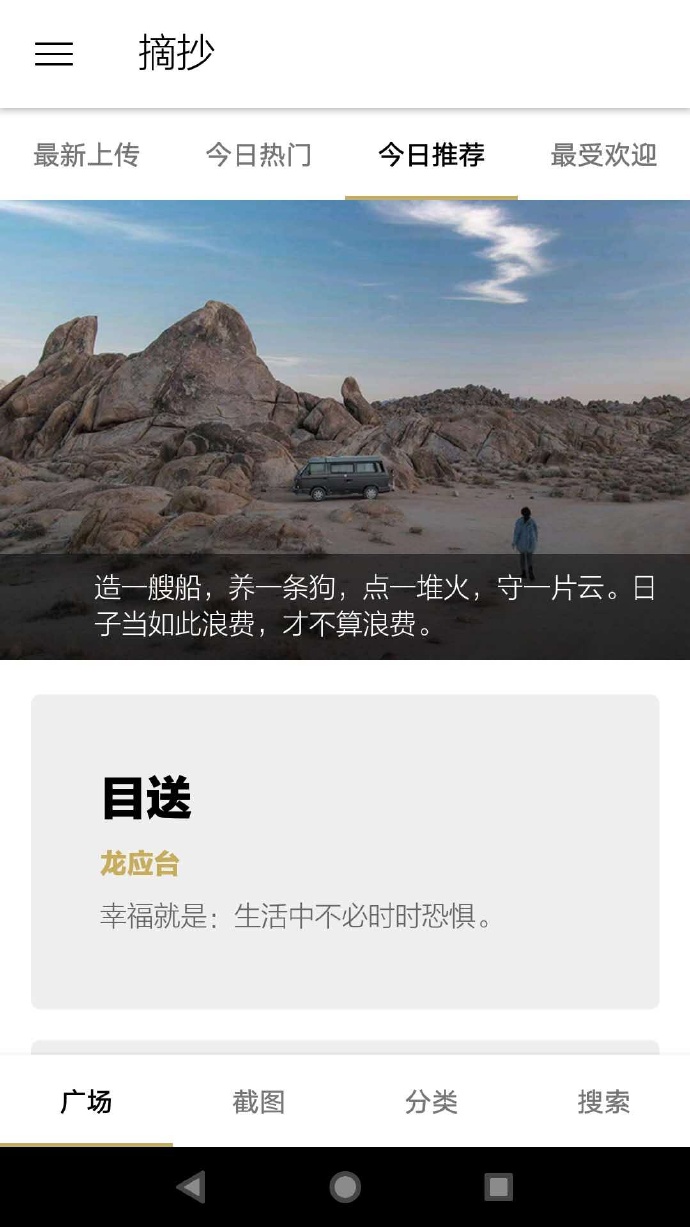 摘抄
最新上传 今日热门 今日推荐 最受欢迎
造一艘船，养一条狗，点一堆火，守一片云。日
子当如此浪费，才不算浪费。
目送
龙应台
幸福就是：生活中不必时时恐惧。
广场 截图 分类 搜索